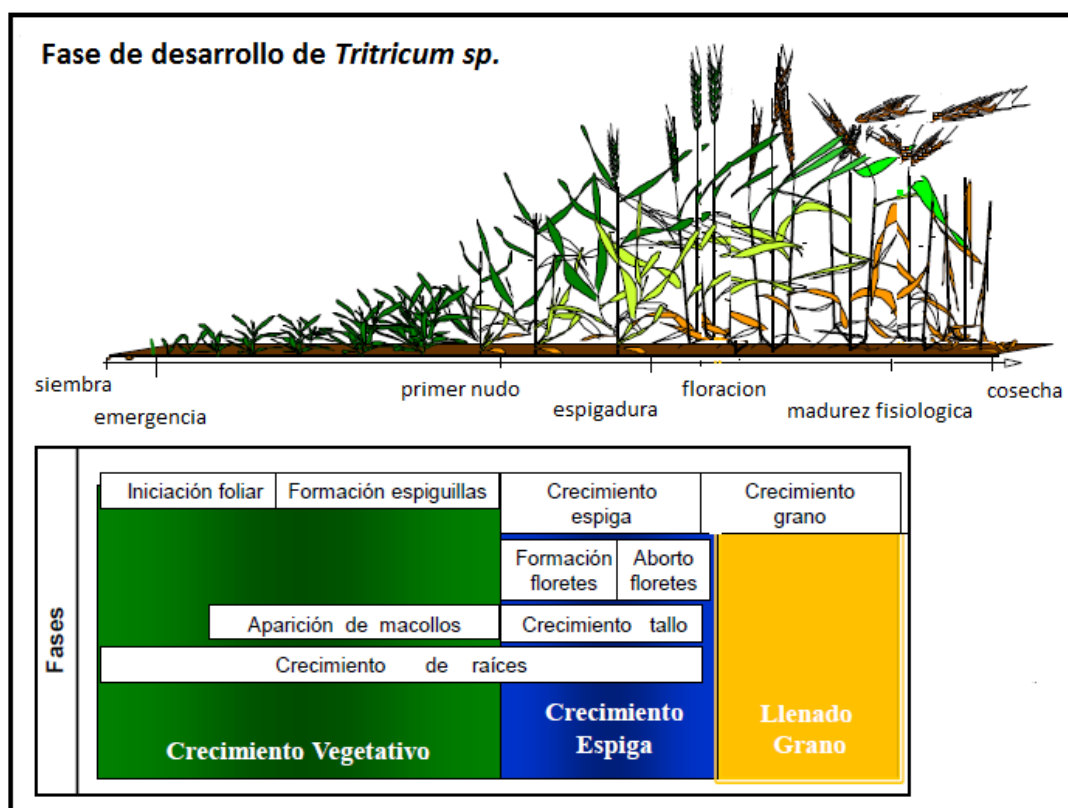 Fase de desarrollo de Tritricum sp.
siembra
emergencia
primer nudo
espigadura
floracion
madurez fisiologica
cosecha
Fases
Iniciación foliar
Formación espiguillas
Crecimiento
espiga
Crecimiento
grano
Formación
floretes
Aborto
floretes
Aparición de macollos
Crecimiento tallo
Crecimiento de raíces
Crecimiento Vegetativo
Crecimiento
Espiga
Llenado
Grano